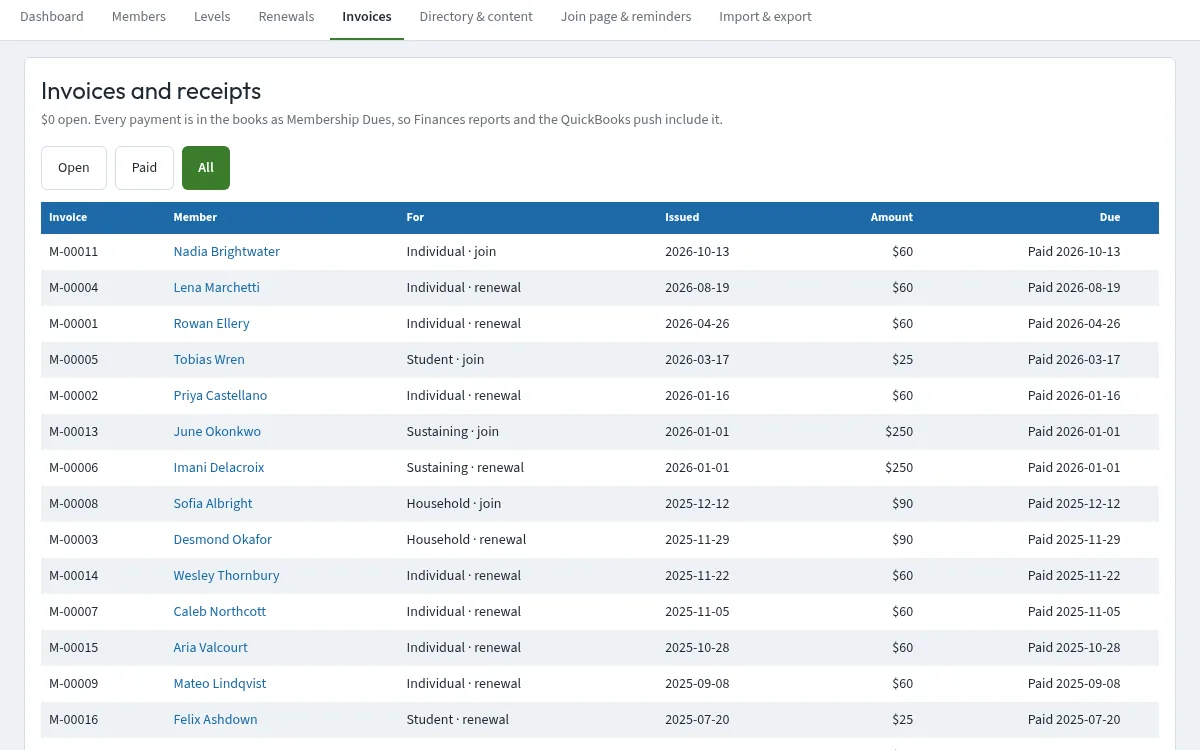 Dashboard Members Levels Renewals Invoices Directory & content Join page & reminders Import & export
Invoices and receipts
$0 open. Every payment is in the books as Membership Dues, so Finances reports and the QuickBooks push include it.
Open Paid All
Invoice Member For Issued Amount Due
M-00011 Nadia Brightwater Individual · join 2026-10-13 $60 Paid 2026-10-13
M-00004 Lena Marchetti Individual · renewal 2026-08-19 $60 Paid 2026-08-19
M-00001 Rowan Ellery Individual · renewal 2026-04-26 $60 Paid 2026-04-26
M-00005 Tobias Wren Student · join 2026-03-17 $25 Paid 2026-03-17
M-00002 Priya Castellano Individual · renewal 2026-01-16 $60 Paid 2026-01-16
M-00013 June Okonkwo Sustaining · join 2026-01-01 $250 Paid 2026-01-01
M-00006 Imani Delacroix Sustaining · renewal 2026-01-01 $250 Paid 2026-01-01
M-00008 Sofia Albright Household · join 2025-12-12 $90 Paid 2025-12-12
M-00003 Desmond Okafor Household · renewal 2025-11-29 $90 Paid 2025-11-29
M-00014 Wesley Thornbury Individual · renewal 2025-11-22 $60 Paid 2025-11-22
M-00007 Caleb Northcott Individual · renewal 2025-11-05 $60 Paid 2025-11-05
M-00015 Aria Valcourt Individual · renewal 2025-10-28 $60 Paid 2025-10-28
M-00009 Mateo Lindqvist Individual · renewal 2025-09-08 $60 Paid 2025-09-08
M-00016 Felix Ashdown Student · renewal 2025-07-20 $25 Paid 2025-07-20